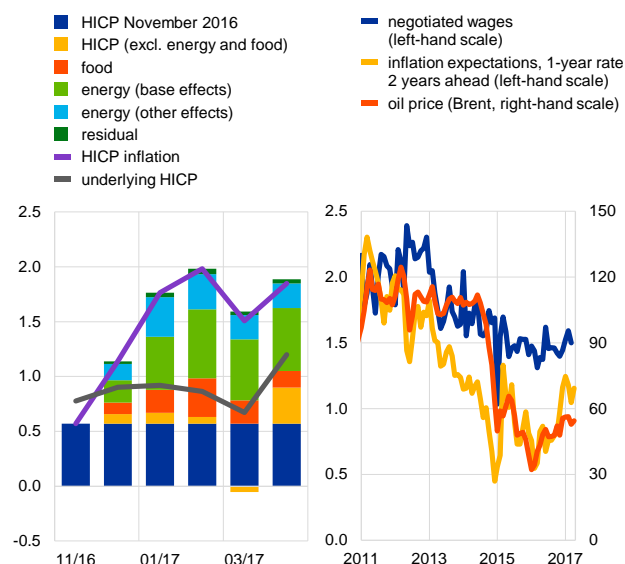 HICP November 2016
HICP (excl. energy and food)
food
energy (base effects)
energy (other effects)
residual
HICP inflation
underlying HICP
negotiated wages
(left-hand scale)
inflation expectations, 1-year rate
2 years ahead (left-hand scale)
oil price (Brent, right-hand scale)
2.5
2.0
1.5
1.0
0.5
0.0
-0.5
11/16
01/17
03/17
2.5
2.0
1.5
1.0
0.5
0.0
150
120
90
60
30
0
2011
2013
2015
2017